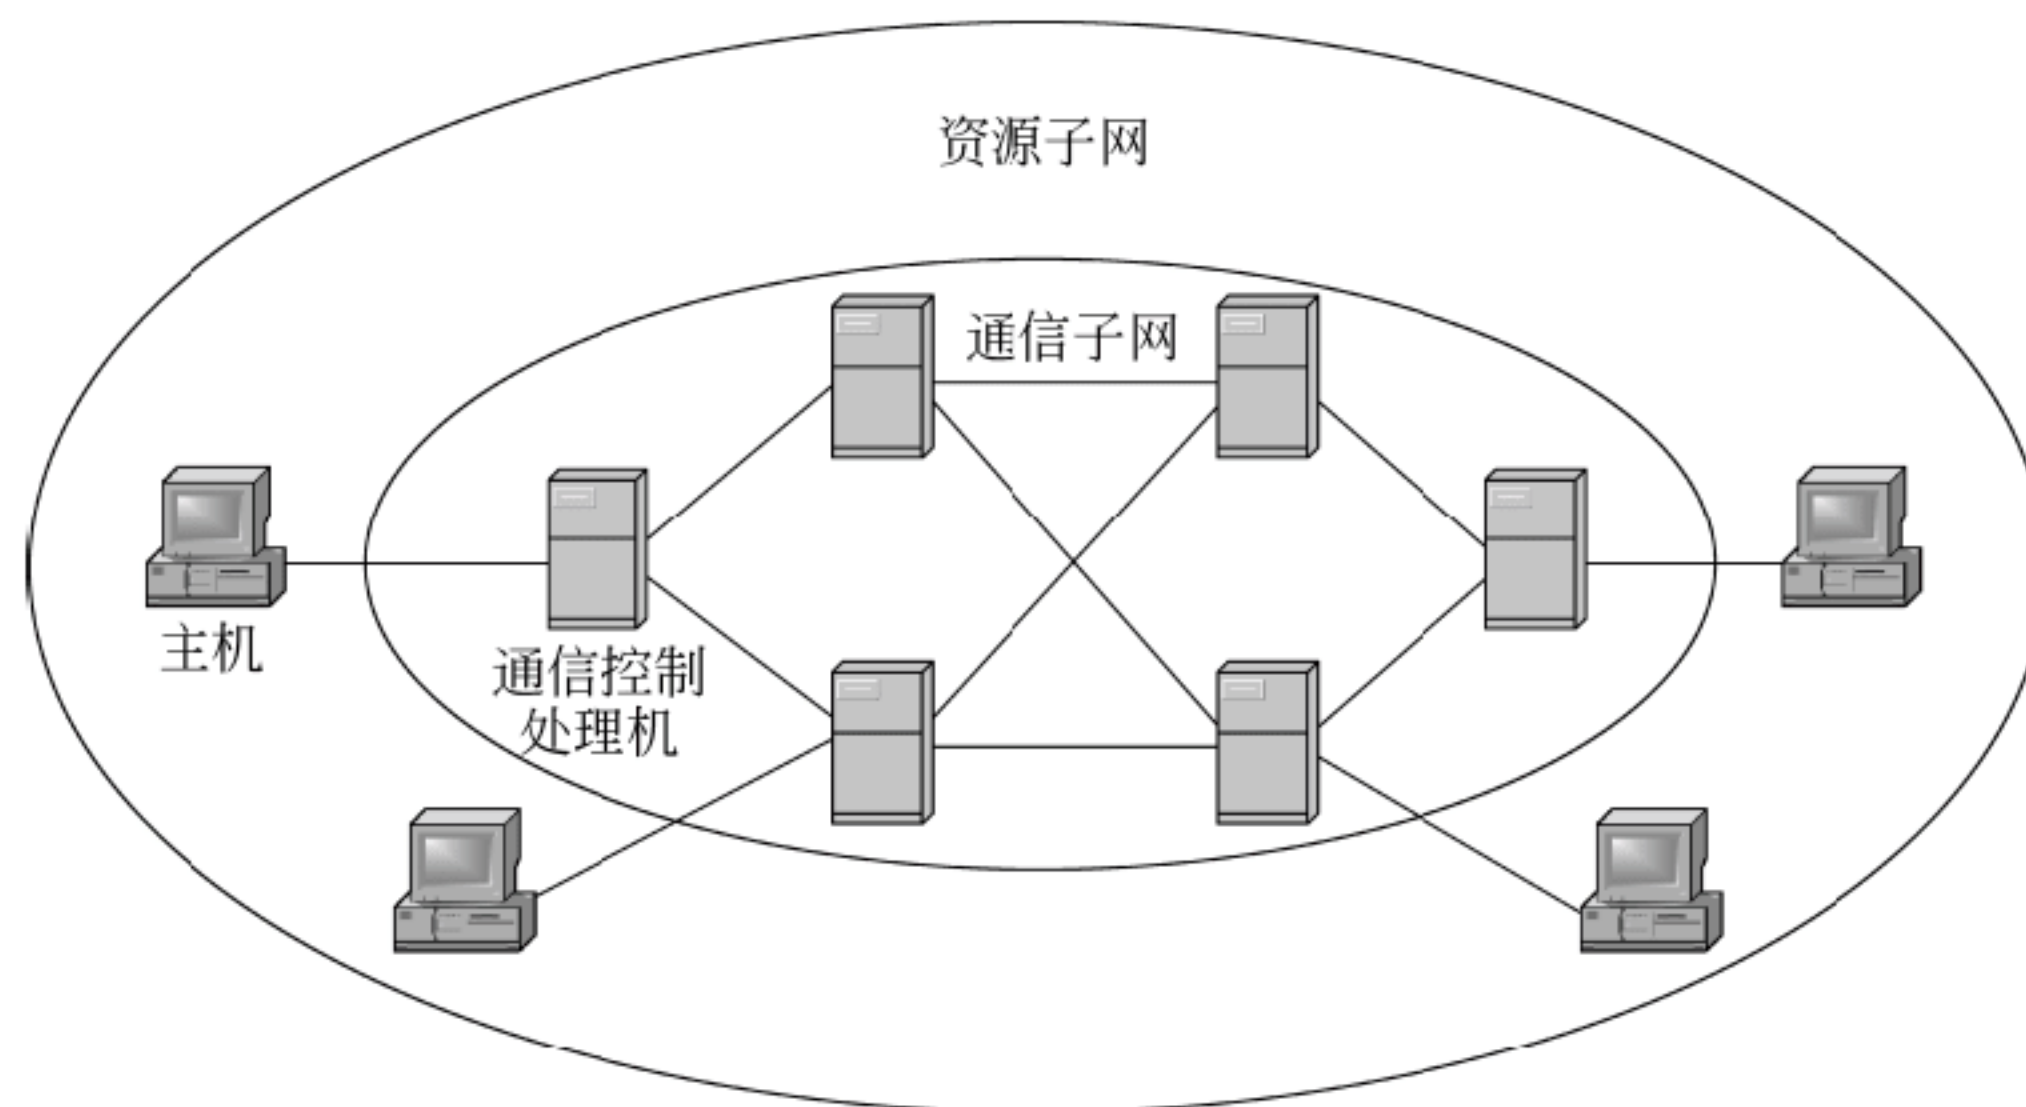 资源子网
通信子网
主机
通信控制
处理机